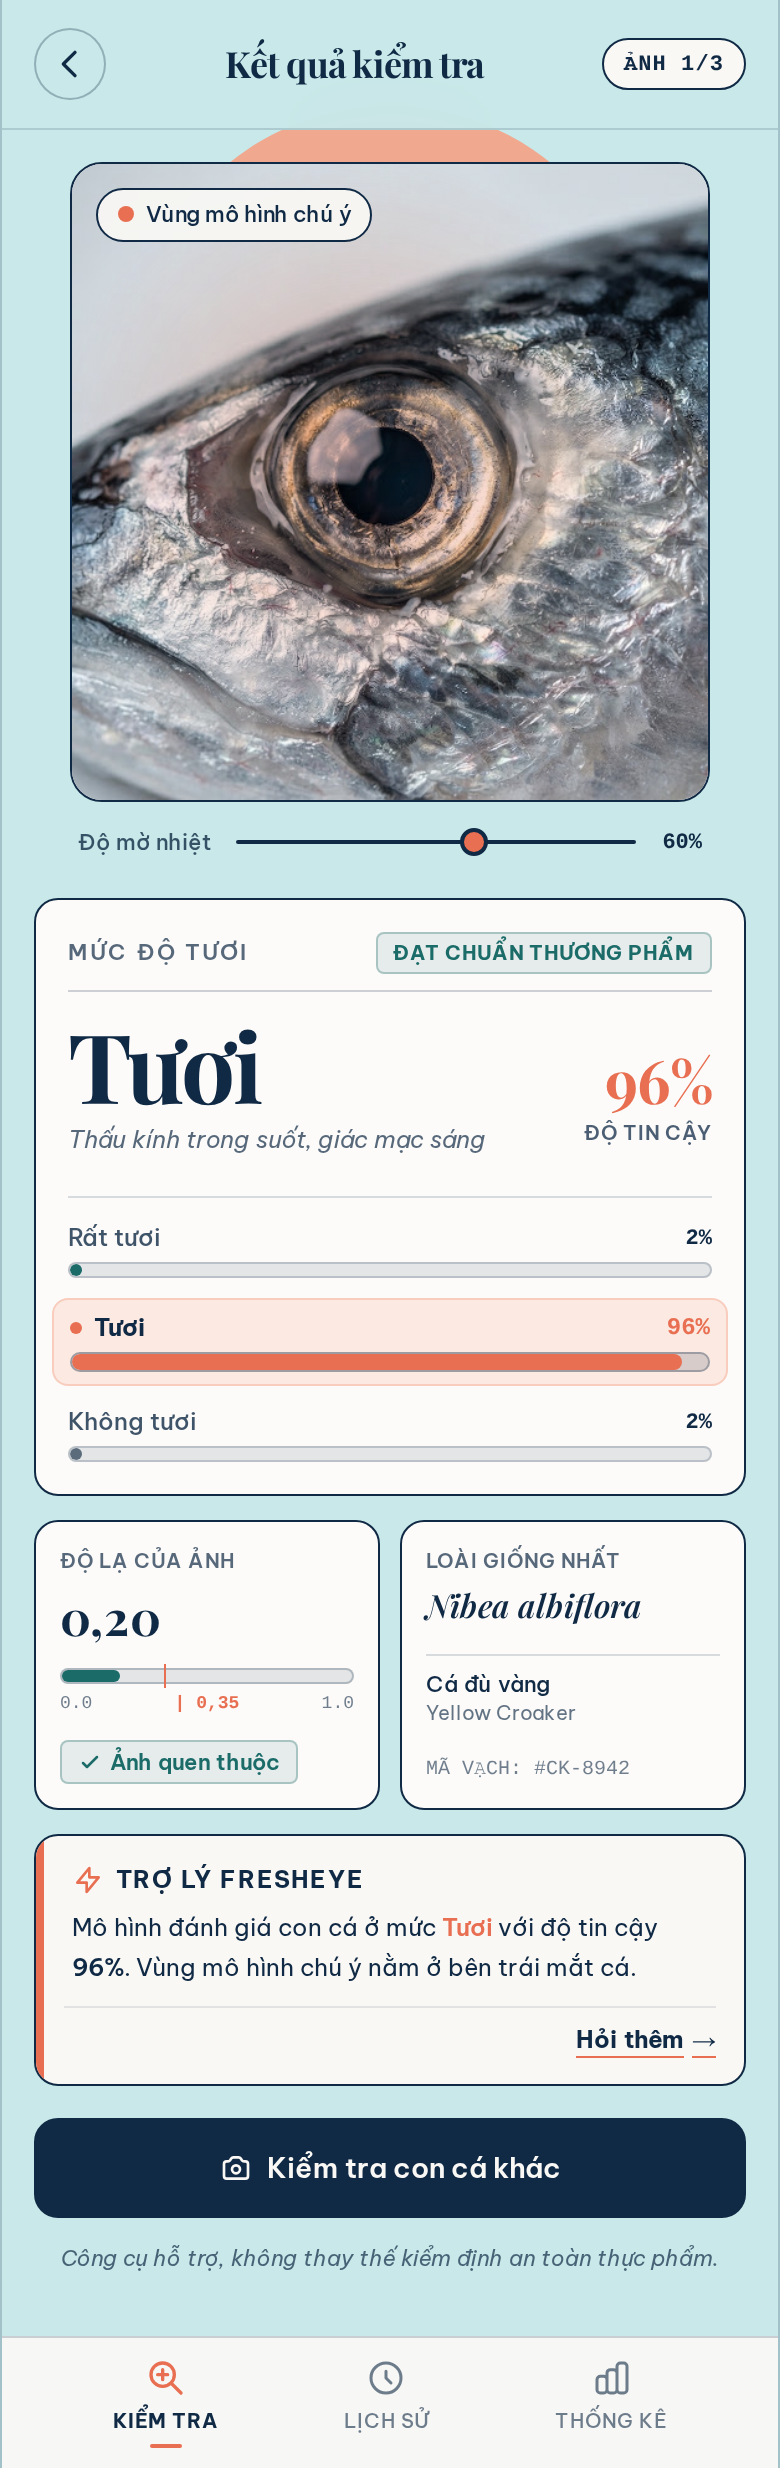 Kết quả kiểm tra
ẢNH 1/3
Vùng mô hình chú ý
Độ mờ nhiệt
60%
MỨC ĐỘ TƯƠI
ĐẠT CHUẨN THƯƠNG PHẨM
Tươi
96%
Thấu kính trong suốt, giác mạc sáng
ĐỘ TIN CẬY
Rất tươi
2%
Tươi
96%
Không tươi
2%
ĐỘ LẠ CỦA ẢNH
0,20
0.0
| 0,35
1.0
Ảnh quen thuộc
LOÀI GIỐNG NHẤT
Nibea albiflora
Cá đù vàng
Yellow Croaker
MÃ VẠCH: #CK-8942
TRỢ LÝ FRESHEYE
Mô hình đánh giá con cá ở mức Tươi với độ tin cậy
96%. Vùng mô hình chú ý nằm ở bên trái mắt cá.
Hỏi thêm →
Kiểm tra con cá khác
Công cụ hỗ trợ, không thay thế kiểm định an toàn thực phẩm.
KIỂM TRA
LỊCH SỬ
THỐNG KÊ